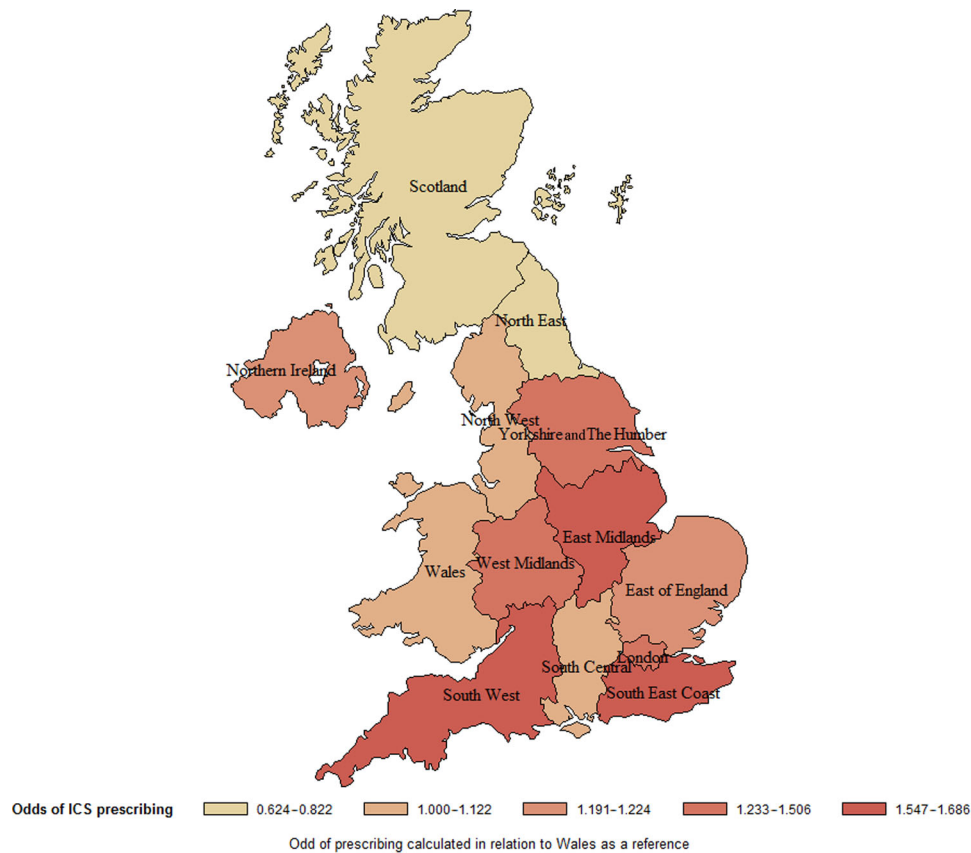 Scotland
North East
Northern Ireland
North West
Yorkshire and The Humber
East Midlands
West Midlands
Wales
East of England
London
South Central
South East Coast
South West
Odds of ICS prescribing 0.624–0.822 1.000–1.122 1.191–1.224 1.233–1.506 1.547–1.686
Odd of prescribing calculated in relation to Wales as a reference